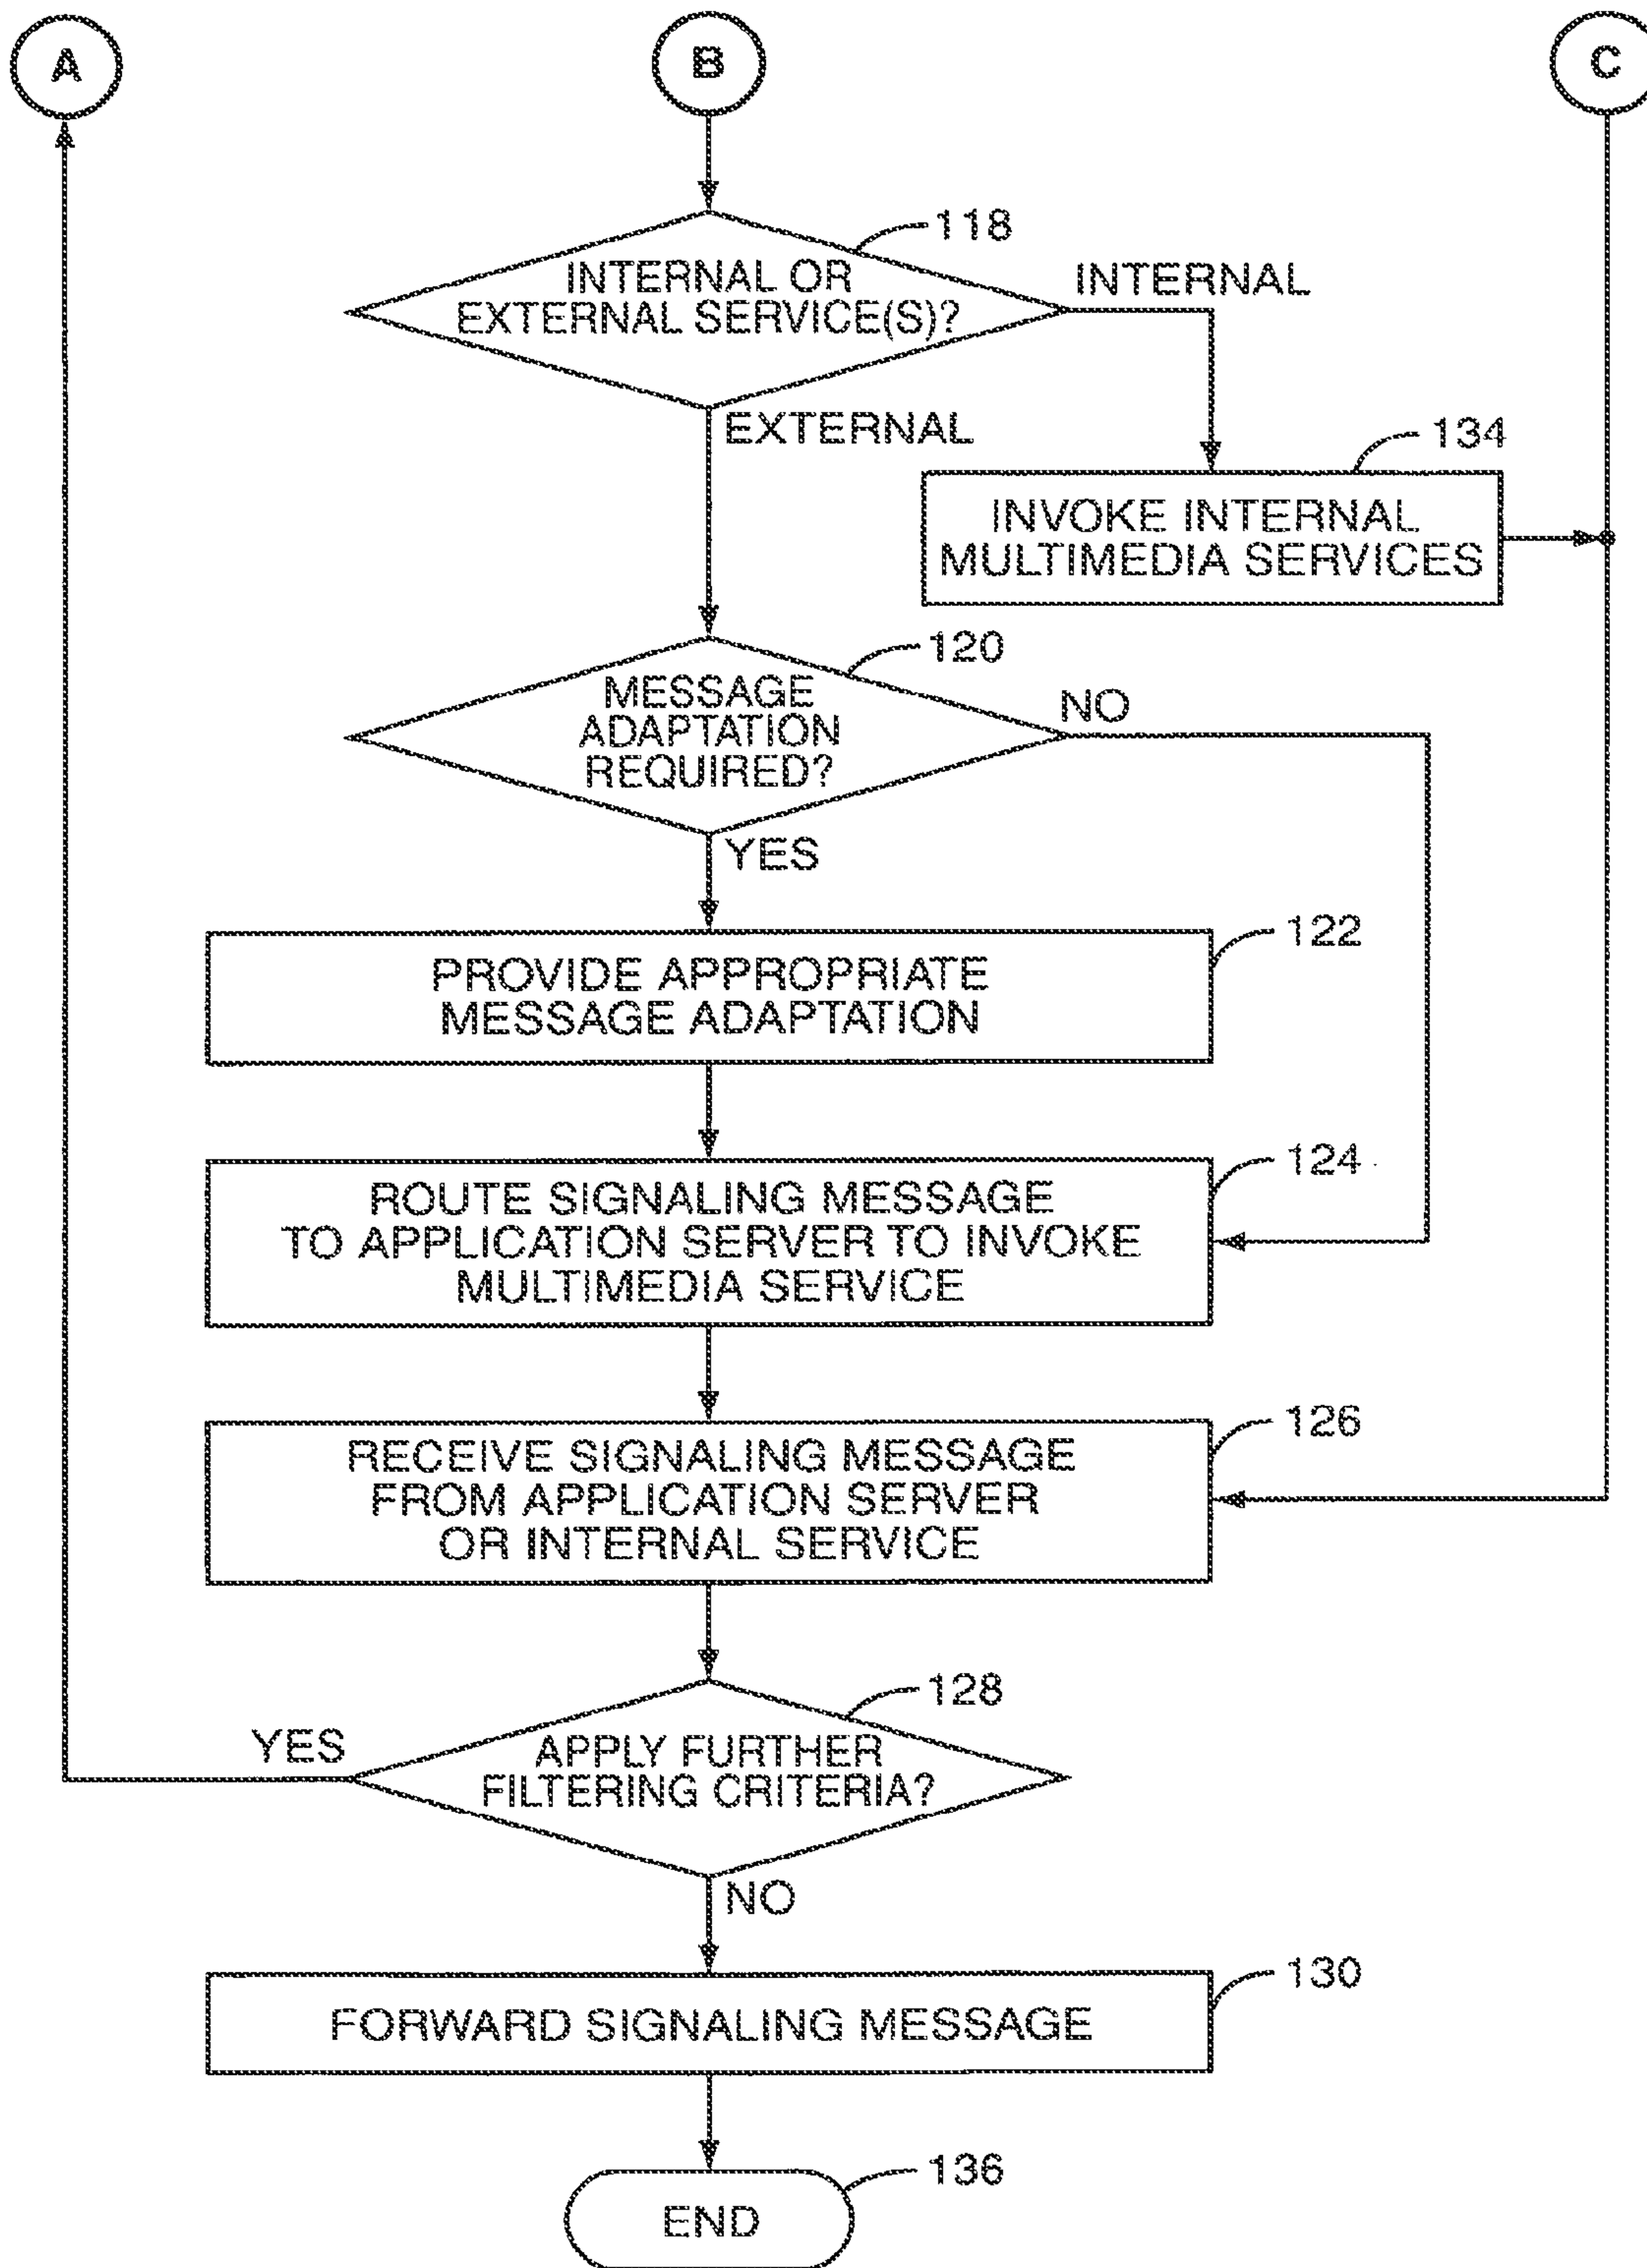 A
B
C
118
INTERNAL OR
EXTERNAL SERVICE(S)?
INTERNAL
EXTERNAL
134
INVOKE INTERNAL
MULTIMEDIA SERVICES
120
MESSAGE
ADAPTATION
REQUIRED?
NO
YES
122
PROVIDE APPROPRIATE
MESSAGE ADAPTATION
124
ROUTE SIGNALING MESSAGE
TO APPLICATION SERVER TO INVOKE
MULTIMEDIA SERVICE
126
RECEIVE SIGNALING MESSAGE
FROM APPLICATION SERVER
OR INTERNAL SERVICE
128
YES
APPLY FURTHER
FILTERING CRITERIA?
NO
130
FORWARD SIGNALING MESSAGE
136
END